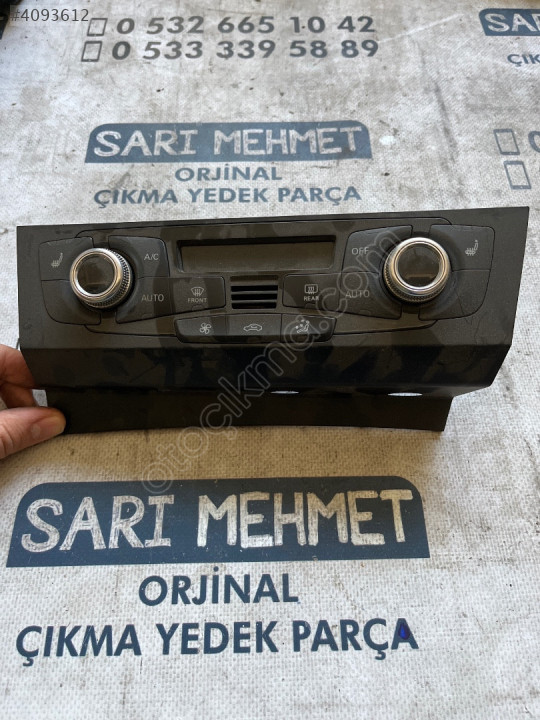 #4093612
0 532 665 10 42
0 533 339 58 89
SARI MEHMET
ORJİNAL
ÇIKMA YEDEK PARÇA
A/C
OFF
AUTO
FRONT
REAR
AUTO
otoçıkma.com
SARI MEHMET
ORJİNAL
ÇIKMA YEDEK PARÇA